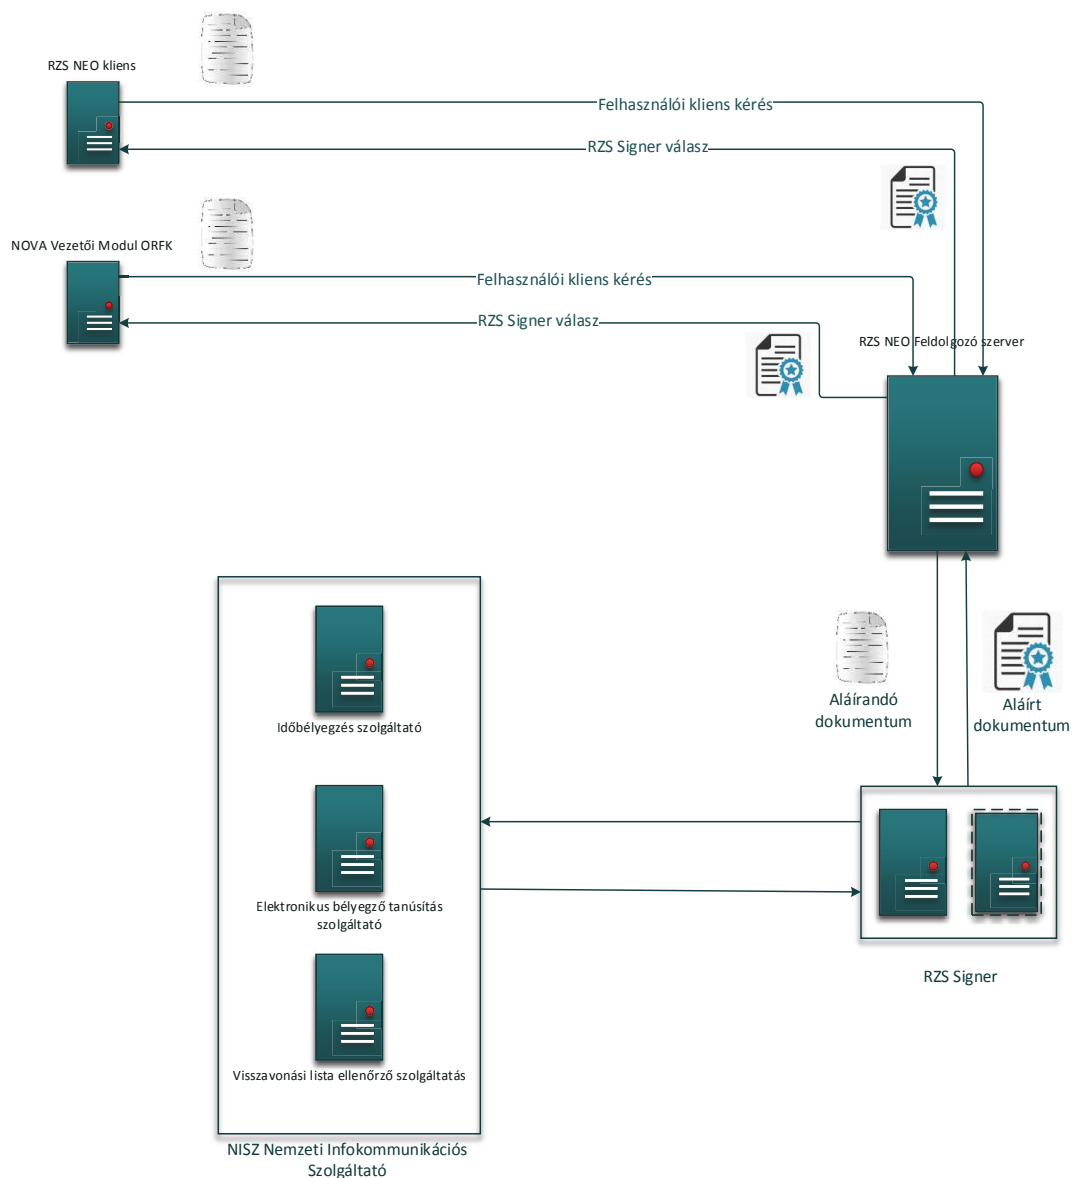 RZS NEO kliens
Felhasználói kliens kérés
RZS Signer válasz
NOVA Vezetői Modul ORFK
Felhasználói kliens kérés
RZS Signer válasz
RZS NEO Feldolgozó szerver
Aláírandó
dokumentum
Aláírt
dokumentum
Időbélyegzés szolgáltató
Elektronikus bélyegző tanúsítás
szolgáltató
RZS Signer
Visszavonási lista ellenőrző szolgáltatás
NISZ Nemzeti Infokommunikációs
Szolgáltató